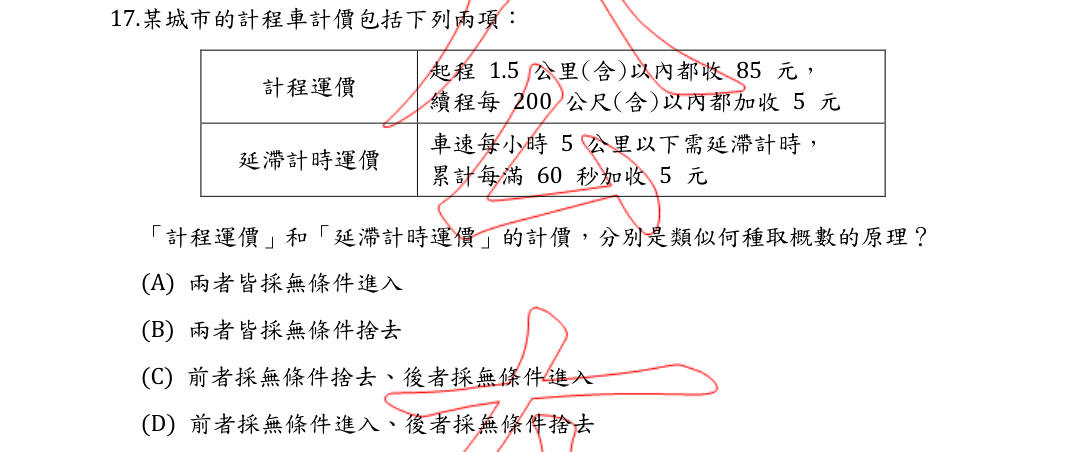 17.某城市的計程車計價包括下列兩項：
計程運價
起程 1.5 公里(含)以內都收 85 元，
續程每 200 公尺(含)以內都加收 5 元
延滯計時運價
車速每小時 5 公里以下需延滯計時，
累計每滿 60 秒加收 5 元
「計程運價」和「延滯計時運價」的計價，分別是類似何種取概數的原理？
(A) 兩者皆採無條件進入
(B) 兩者皆採無條件捨去
(C) 前者採無條件捨去、後者採無條件進入
(D) 前者採無條件進入、後者採無條件捨去